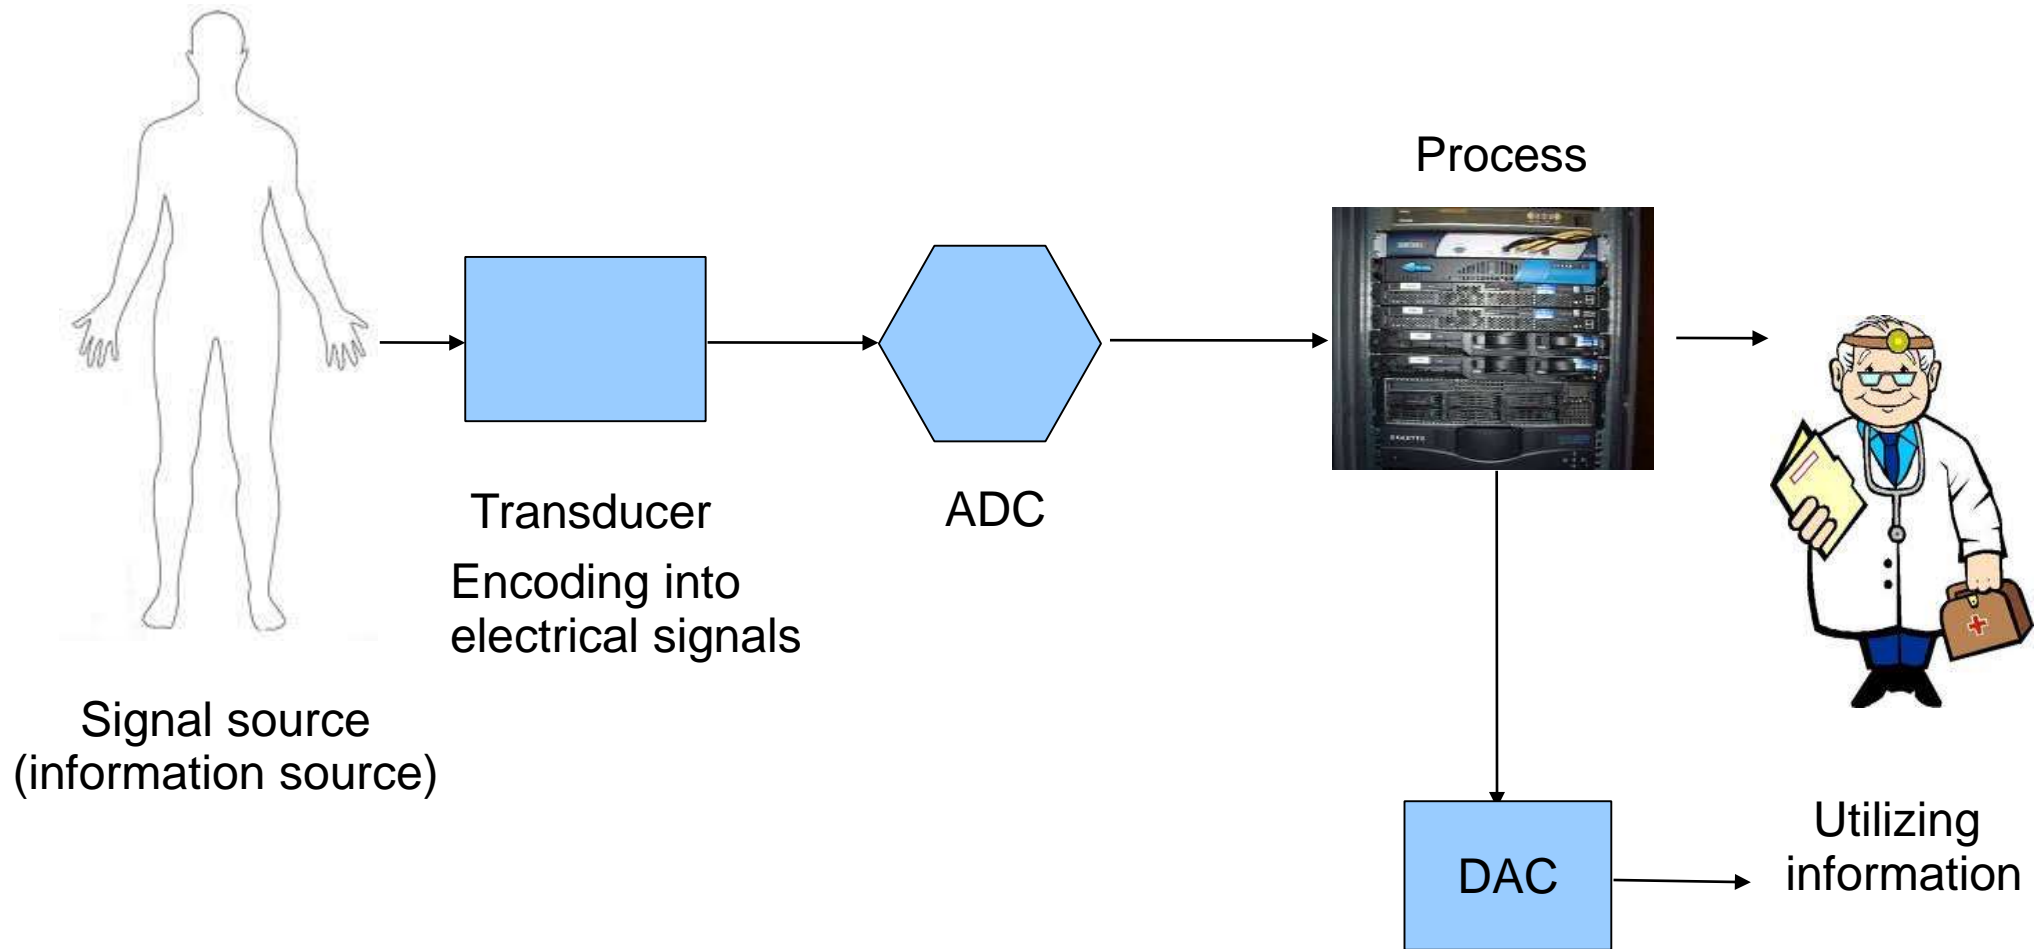 Process
Transducer
ADC
Encoding into
electrical signals
Signal source
(information source)
DAC
Utilizing
information